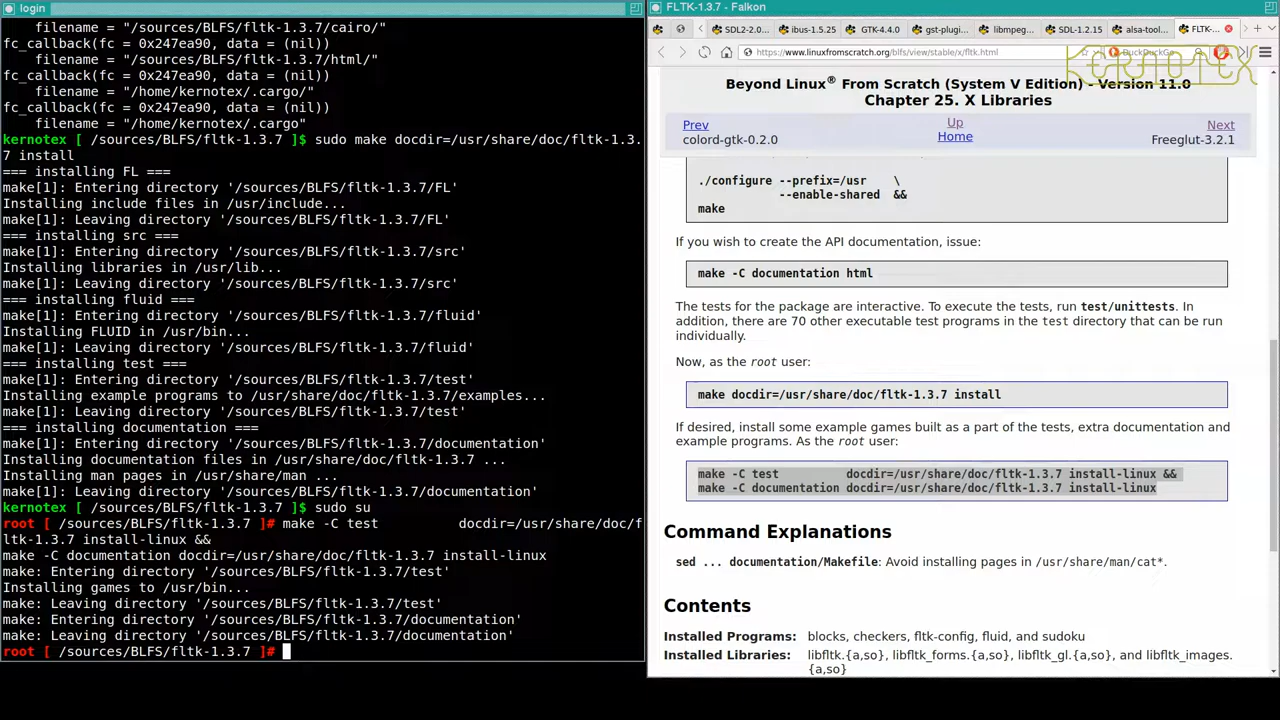 login
filename = "/sources/BLFS/fltk-1.3.7/cairo/"
fc_callback(fc = 0x247ea90, data = (nil))
filename = "/sources/BLFS/fltk-1.3.7/html/"
fc_callback(fc = 0x247ea90, data = (nil))
filename = "/home/kernotex/.cargo/"
fc_callback(fc = 0x247ea90, data = (nil))
filename = "/home/kernotex/.cargo"
kernotex [ /sources/BLFS/fltk-1.3.7 ]$ sudo make docdir=/usr/share/doc/fltk-1.3.
7 install
=== installing FL ===
make[1]: Entering directory '/sources/BLFS/fltk-1.3.7/FL'
Installing include files in /usr/include...
make[1]: Leaving directory '/sources/BLFS/fltk-1.3.7/FL'
=== installing src ===
make[1]: Entering directory '/sources/BLFS/fltk-1.3.7/src'
Installing libraries in /usr/lib...
make[1]: Leaving directory '/sources/BLFS/fltk-1.3.7/src'
=== installing fluid ===
make[1]: Entering directory '/sources/BLFS/fltk-1.3.7/fluid'
Installing FLUID in /usr/bin...
make[1]: Leaving directory '/sources/BLFS/fltk-1.3.7/fluid'
=== installing test ===
make[1]: Entering directory '/sources/BLFS/fltk-1.3.7/test'
Installing example programs to /usr/share/doc/fltk-1.3.7/examples...
make[1]: Leaving directory '/sources/BLFS/fltk-1.3.7/test'
=== installing documentation ===
make[1]: Entering directory '/sources/BLFS/fltk-1.3.7/documentation'
Installing documentation files in /usr/share/doc/fltk-1.3.7 ...
Installing man pages in /usr/share/man ...
make[1]: Leaving directory '/sources/BLFS/fltk-1.3.7/documentation'
kernotex [ /sources/BLFS/fltk-1.3.7 ]$ sudo su
root [ /sources/BLFS/fltk-1.3.7 ]# make -C test          docdir=/usr/share/doc/f
ltk-1.3.7 install-linux &&
make -C documentation docdir=/usr/share/doc/fltk-1.3.7 install-linux
make: Entering directory '/sources/BLFS/fltk-1.3.7/test'
Installing games to /usr/bin...
make: Leaving directory '/sources/BLFS/fltk-1.3.7/test'
make: Entering directory '/sources/BLFS/fltk-1.3.7/documentation'
make: Leaving directory '/sources/BLFS/fltk-1.3.7/documentation'
root [ /sources/BLFS/fltk-1.3.7 ]#
FLTK-1.3.7 - Falkon
SDL2-2.0... ibus-1.5.25 GTK-4.4.0 gst-plugin... libmpeg... SDL-1.2.15 alsa-tool... FLTK-...
https://www.linuxfromscratch.org/blfs/view/stable/x/fltk.html DuckDuckGo
KERNOTEX
Beyond Linux® From Scratch (System V Edition) - Version 11.0
Chapter 25. X Libraries
Prev Up Next
colord-gtk-0.2.0 Home Freeglut-3.2.1
./configure --prefix=/usr    \
--enable-shared  &&
make
If you wish to create the API documentation, issue:
make -C documentation html
The tests for the package are interactive. To execute the tests, run test/unittests. In
addition, there are 70 other executable test programs in the test directory that can be run
individually.
Now, as the root user:
make docdir=/usr/share/doc/fltk-1.3.7 install
If desired, install some example games built as a part of the tests, extra documentation and
example programs. As the root user:
make -C test          docdir=/usr/share/doc/fltk-1.3.7 install-linux &&
make -C documentation docdir=/usr/share/doc/fltk-1.3.7 install-linux
Command Explanations
sed ... documentation/Makefile: Avoid installing pages in /usr/share/man/cat*.
Contents
Installed Programs: blocks, checkers, fltk-config, fluid, and sudoku
Installed Libraries: libfltk.{a,so}, libfltk_forms.{a,so}, libfltk_gl.{a,so}, and libfltk_images.
{a,so}